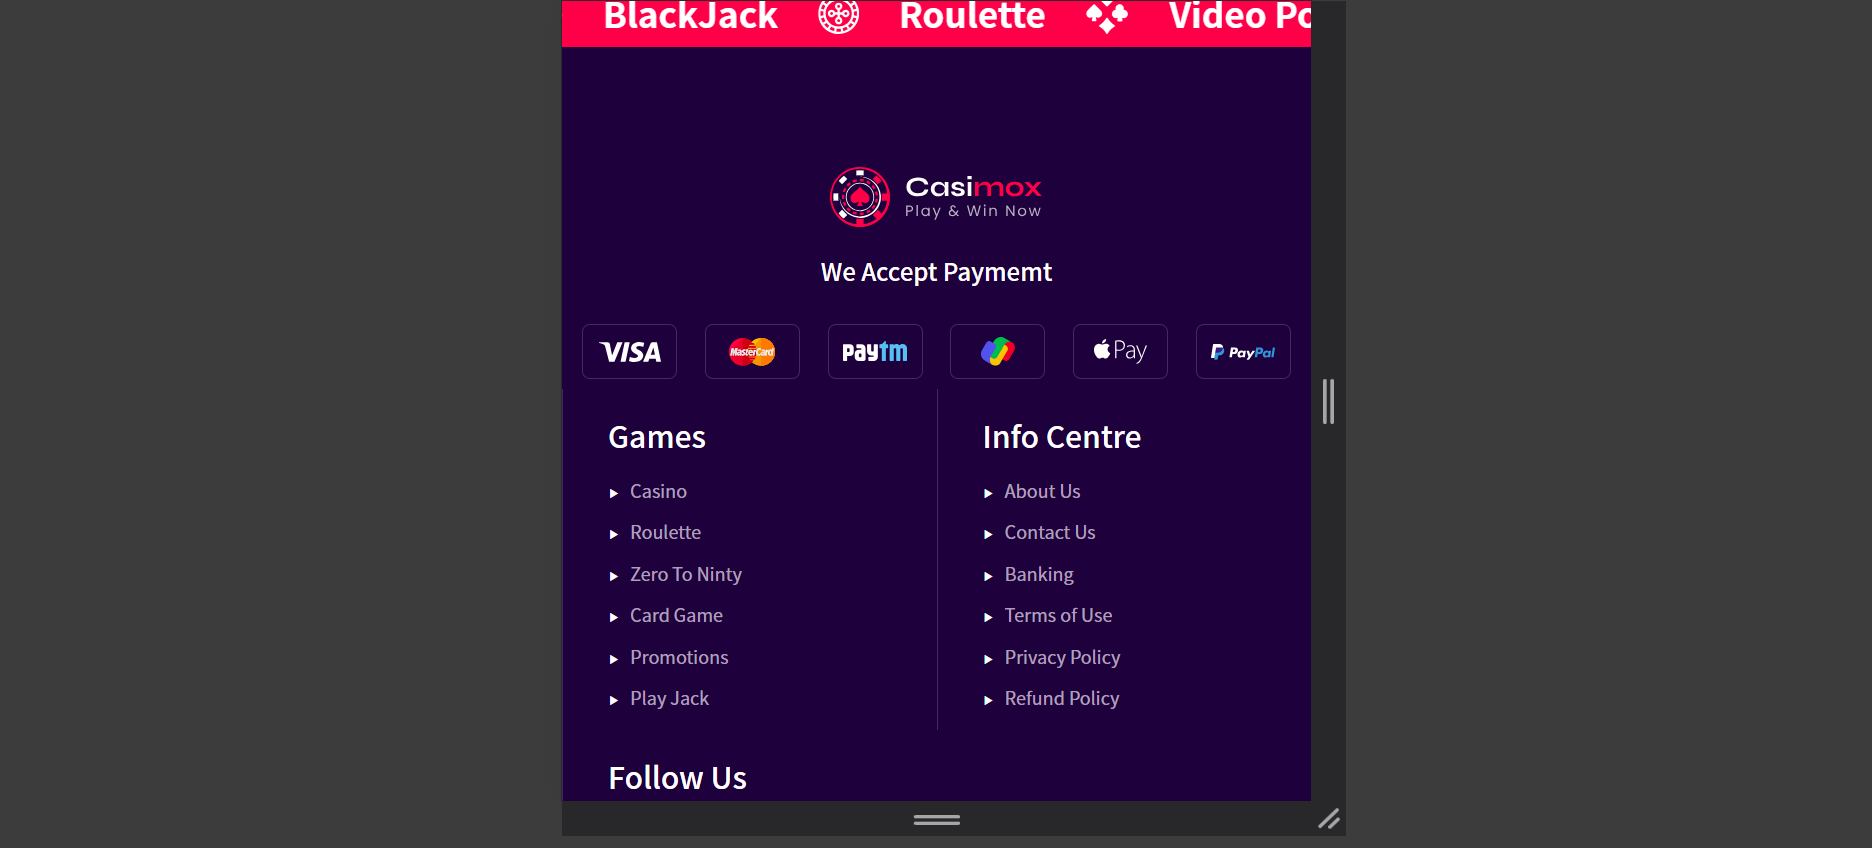 BlackJack Roulette Video Po
Casimox
Play & Win Now
We Accept Paymemt
VISA MasterCard paytm Pay PayPal
Games
Casino
Roulette
Zero To Ninty
Card Game
Promotions
Play Jack
Info Centre
About Us
Contact Us
Banking
Terms of Use
Privacy Policy
Refund Policy
Follow Us